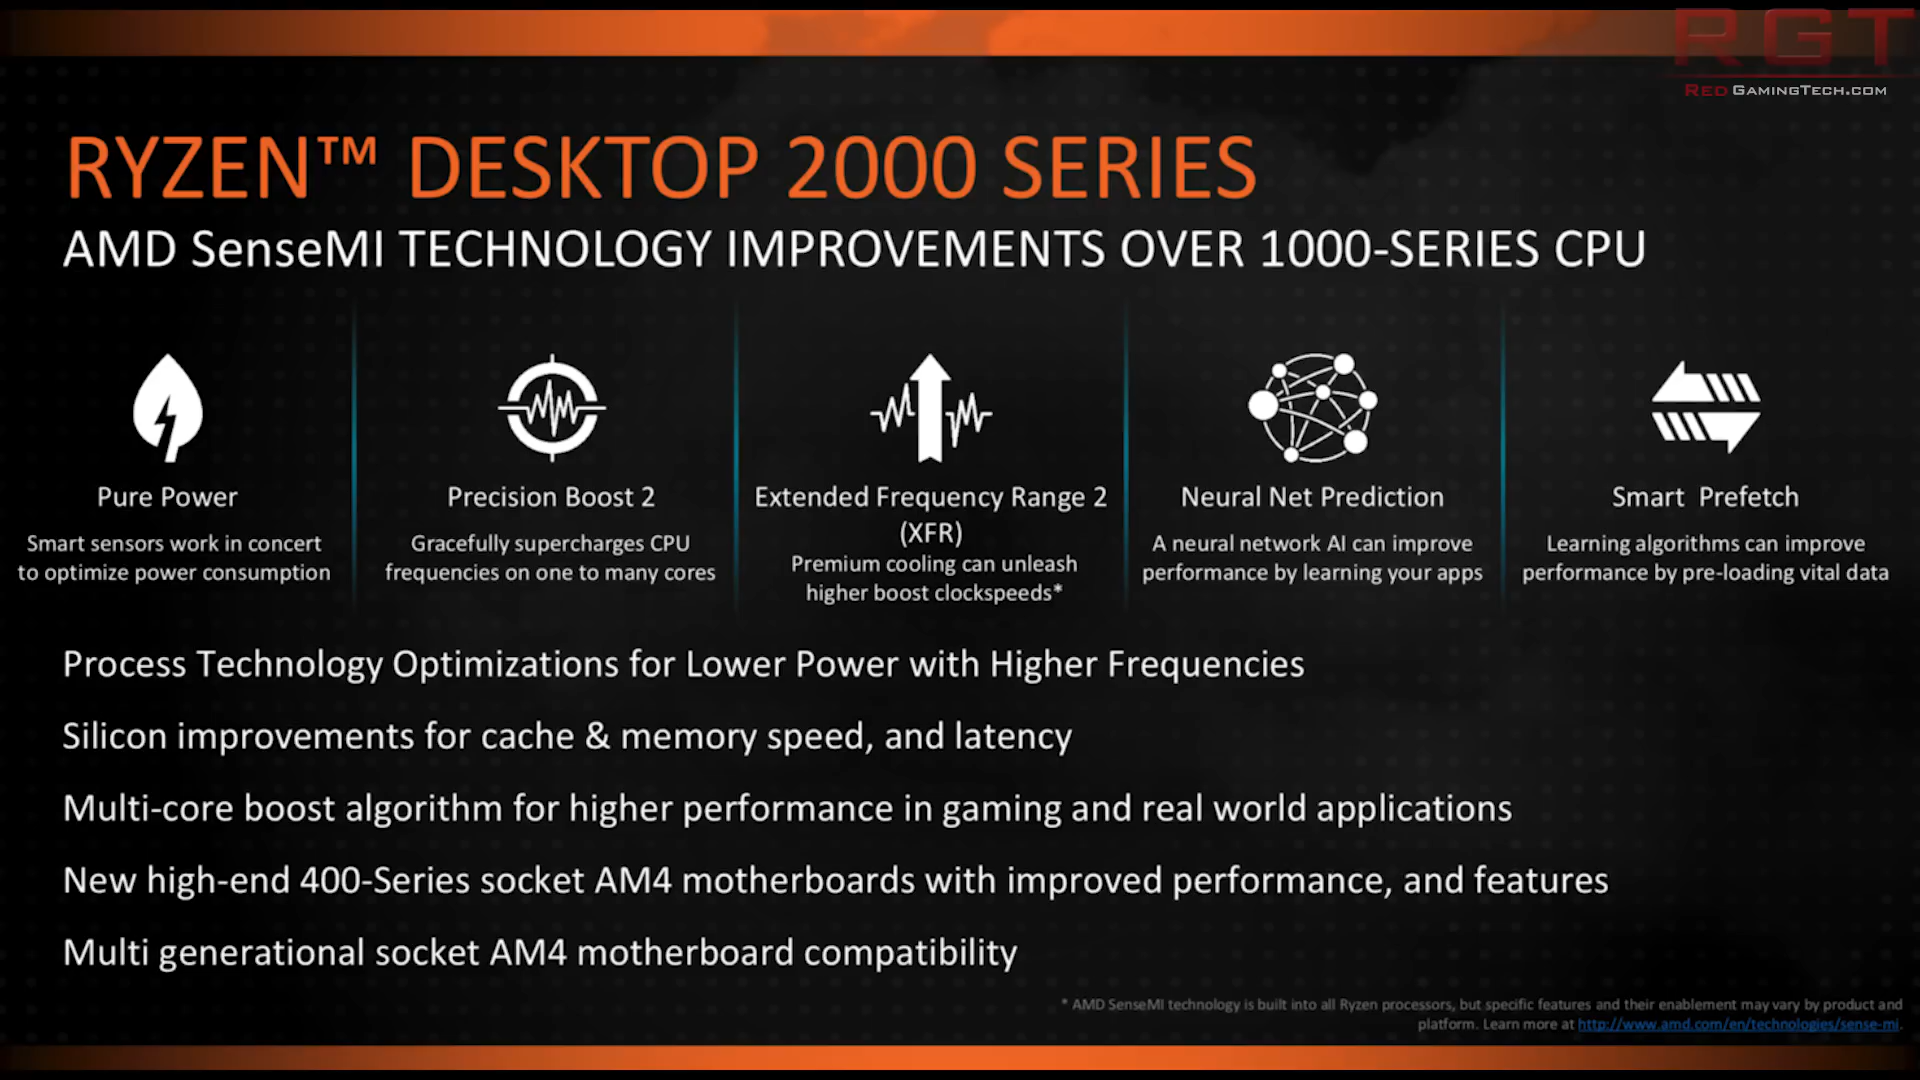 RGT
RED GAMINGTECH.COM
RYZEN™ DESKTOP 2000 SERIES
AMD SenseMI TECHNOLOGY IMPROVEMENTS OVER 1000-SERIES CPU
Pure Power
Smart sensors work in concert
to optimize power consumption
Precision Boost 2
Gracefully supercharges CPU
frequencies on one to many cores
Extended Frequency Range 2
(XFR)
Premium cooling can unleash
higher boost clockspeeds*
Neural Net Prediction
A neural network AI can improve
performance by learning your apps
Smart Prefetch
Learning algorithms can improve
performance by pre-loading vital data
Process Technology Optimizations for Lower Power with Higher Frequencies
Silicon improvements for cache & memory speed, and latency
Multi-core boost algorithm for higher performance in gaming and real world applications
New high-end 400-Series socket AM4 motherboards with improved performance, and features
Multi generational socket AM4 motherboard compatibility
* AMD SenseMI technology is built into all Ryzen processors, but specific features and their enablement may vary by product and
platform. Learn more at http://www.amd.com/en/technologies/sense-mi.